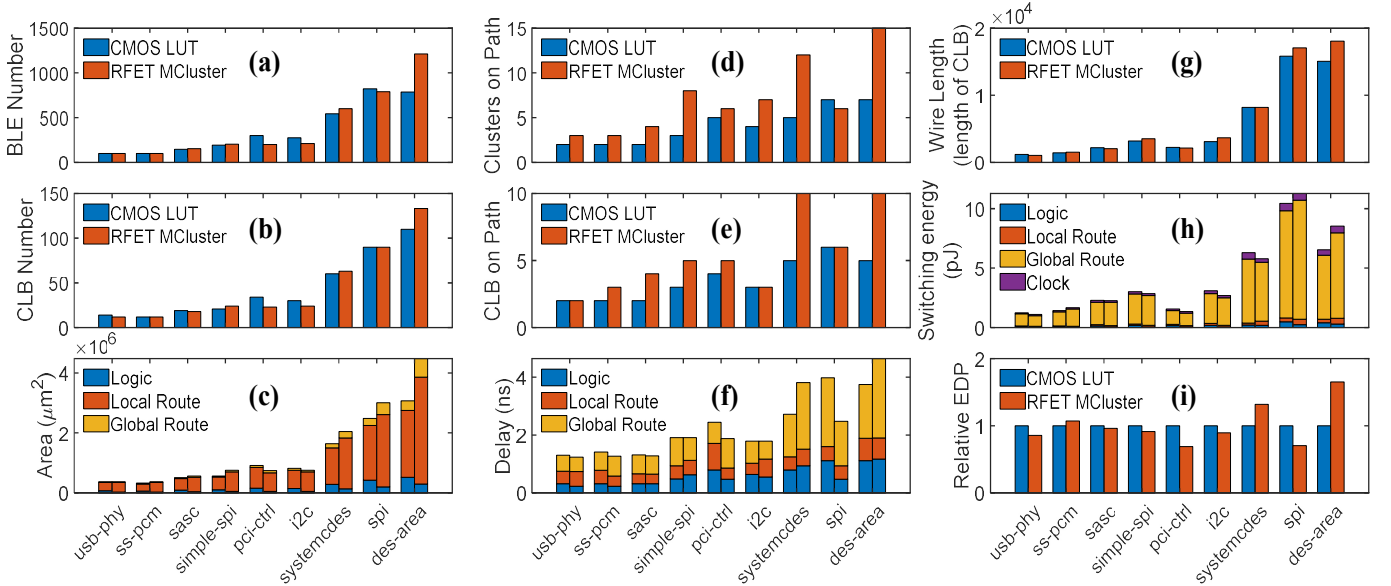 BLE Number
1500
1000
500
0
CMOS LUT
RFET MCluster
(a)
Clusters on Path
15
10
5
0
CMOS LUT
RFET MCluster
(d)
Wire Length
(length of CLB)
×10⁴
2
1
0
CMOS LUT
RFET MCluster
(g)
CLB Number
150
100
50
0
CMOS LUT
RFET MCluster
(b)
CLB on Path
10
5
0
CMOS LUT
RFET MCluster
(e)
Switching energy
(pJ)
10
5
0
Logic
Local Route
Global Route
Clock
(h)
Area (μm²)
×10⁶
4
2
0
Logic
Local Route
Global Route
(c)
usb-phy
ss-pcm
sasc
simple-spi
pci-ctrl
i2c
systemcdes
spi
des-area
Delay (ns)
4
2
0
Logic
Local Route
Global Route
(f)
usb-phy
ss-pcm
sasc
simple-spi
pci-ctrl
i2c
systemcdes
spi
des-area
Relative EDP
2
1
0
CMOS LUT
RFET MCluster
(i)
usb-phy
ss-pcm
sasc
simple-spi
pci-ctrl
i2c
systemcdes
spi
des-area